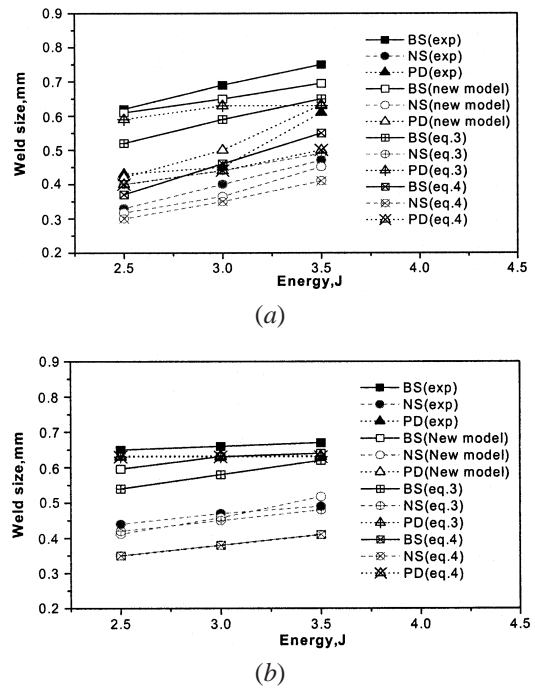 0.9
0.8
0.7
0.6
0.5
0.4
0.3
0.2
Weld size,mm
2.5 3.0 3.5 4.0 4.5
Energy,J
BS(exp)
NS(exp)
PD(exp)
BS(new model)
NS(new model)
PD(new model)
BS(eq.3)
NS(eq.3)
PD(eq.3)
BS(eq.4)
NS(eq.4)
PD(eq.4)
(a)
0.9
0.8
0.7
0.6
0.5
0.4
0.3
0.2
Weld size,mm
2.5 3.0 3.5 4.0 4.5
Energy,J
BS(exp)
NS(exp)
PD(exp)
BS(New model)
NS(New model)
PD(New model)
BS(eq.3)
NS(eq.3)
PD(eq.3)
BS(eq.4)
NS(eq.4)
PD(eq.4)
(b)